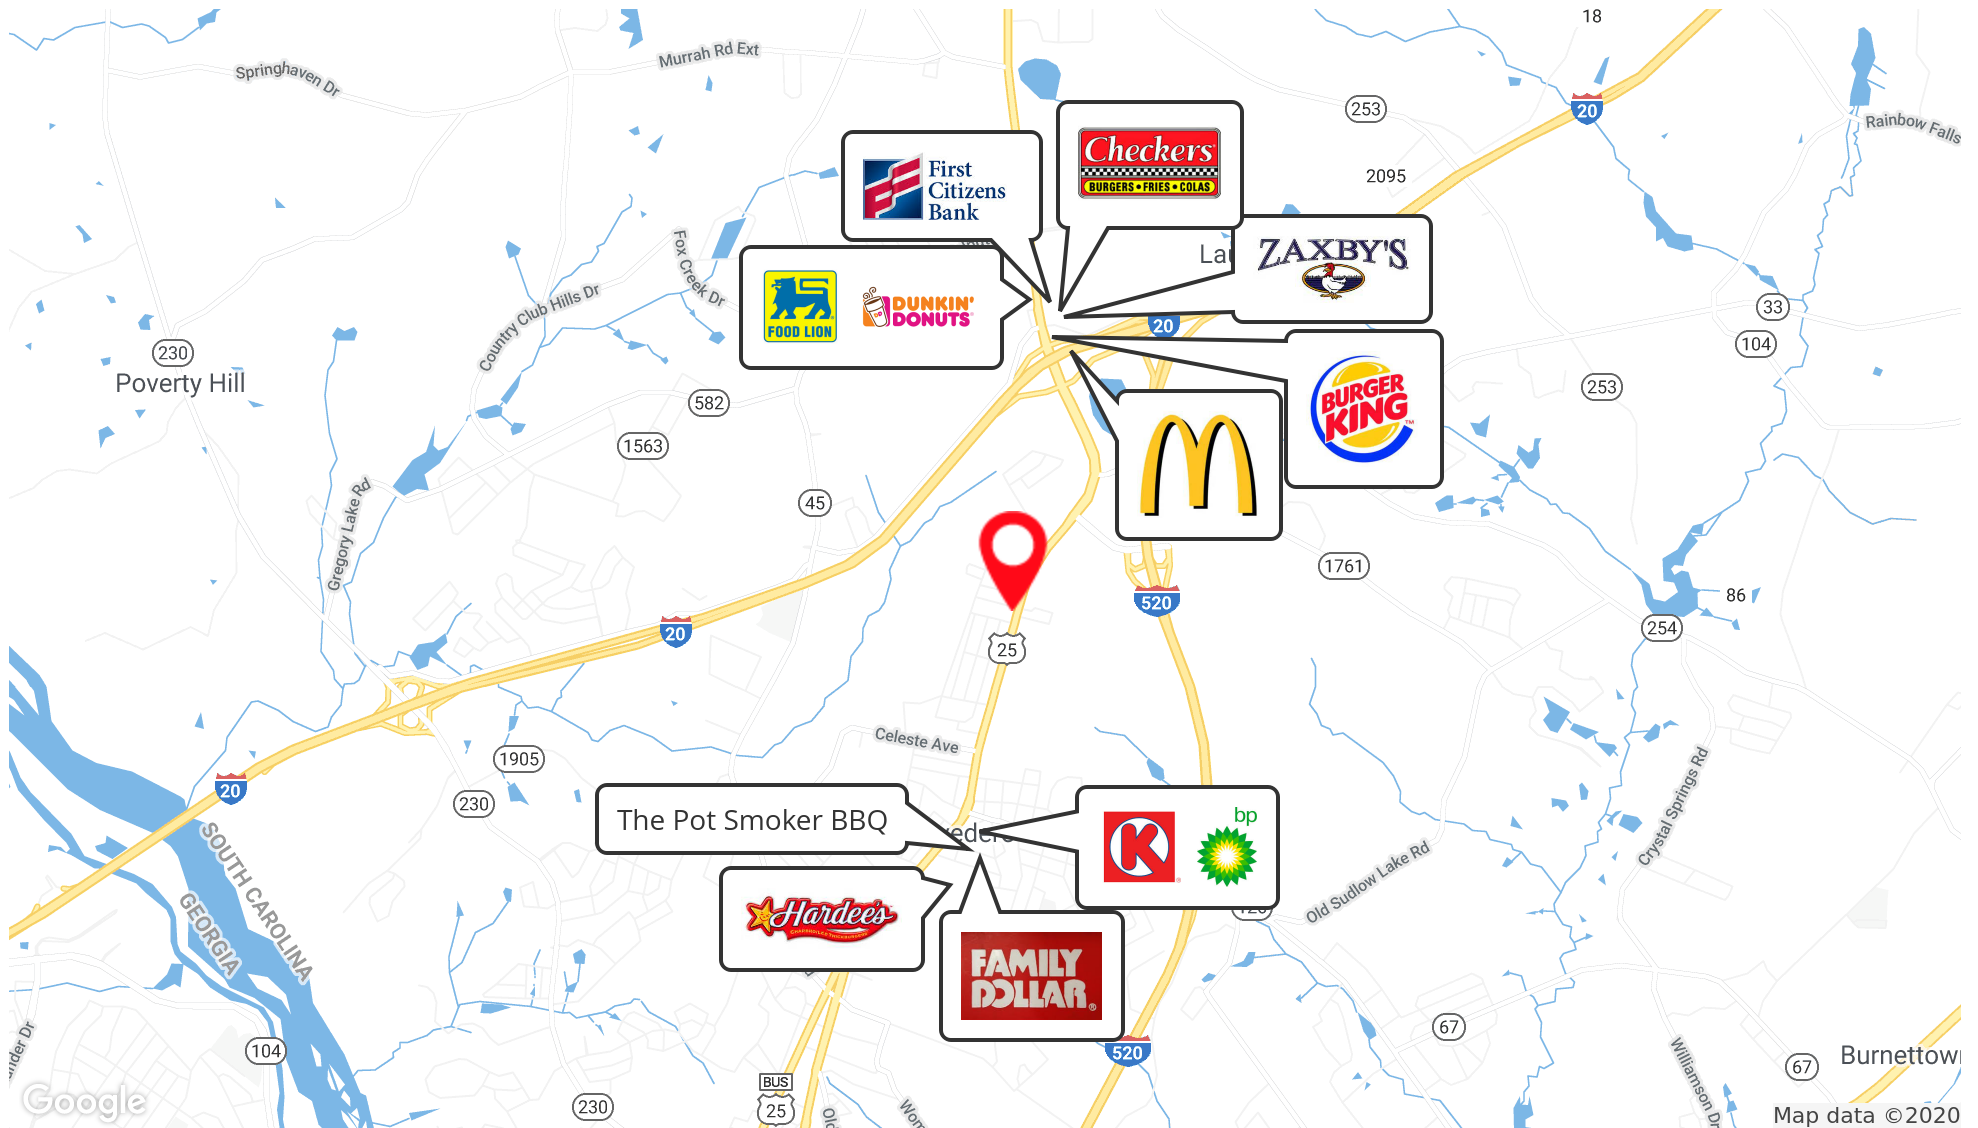 18
Murrah Rd Ext
Springhaven Dr
253
20
Rainbow Falls
Checkers
BURGERS • FRIES • COLAS
First
Citizens
Bank
2095
ZAXBY'S
Fox Creek Dr
FOOD LION
DUNKIN'
DONUTS
Country Club Hills Dr
20
33
104
230
Poverty Hill
253
582
BURGER
KING
1563
45
Gregory Lake Rd
1761
86
520
254
20
25
Celeste Ave
1905
20
230
Crystal Springs Rd
The Pot Smoker BBQ
K
bp
SOUTH CAROLINA
GEORGIA
Old Sudlow Lake Rd
Hardee's
FAMILY
DOLLAR
67
104
520
Burnettown
67
Williamson Dr
BUS
25
230
Google
Map data ©2020